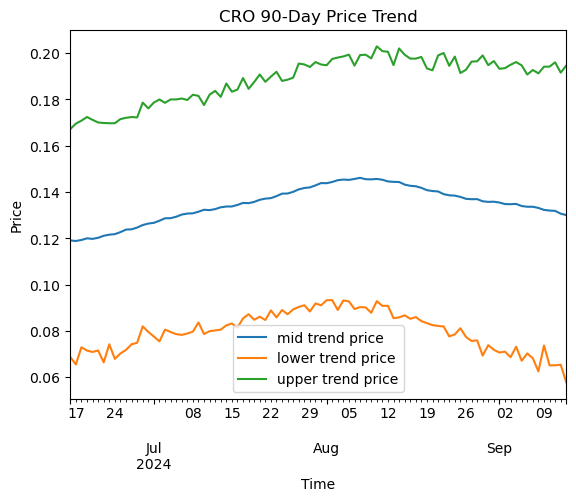 CRO 90-Day Price Trend
Price
0.20
0.18
0.16
0.14
0.12
0.10
0.08
0.06
mid trend price
lower trend price
upper trend price
17 24 08 15 22 29 05 12 19 26 02 09
Jul Aug Sep
2024
Time